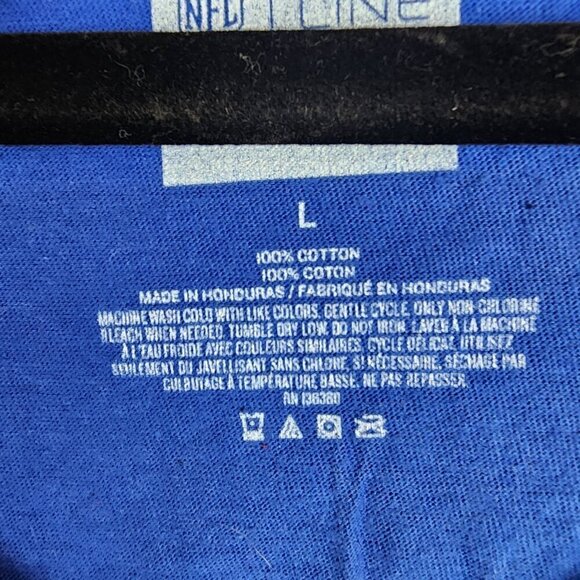 NFL
L
100% COTTON
100% COTON
MADE IN HONDURAS / FABRIQUÉ EN HONDURAS
MACHINE WASH COLD WITH LIKE COLORS. GENTLE CYCLE. ONLY NON-CHLORINE
BLEACH WHEN NEEDED. TUMBLE DRY LOW. DO NOT IRON. LAVER À LA MACHINE
À L'EAU FROIDE AVEC COULEURS SIMILAIRES. CYCLE DÉLICAT. UTILISEZ
SEULEMENT DU JAVELLISANT SANS CHLORE, SI NÉCESSAIRE. SÉCHAGE PAR
CULBUTAGE À TEMPÉRATURE BASSE. NE PAS REPASSER.
RN 136380